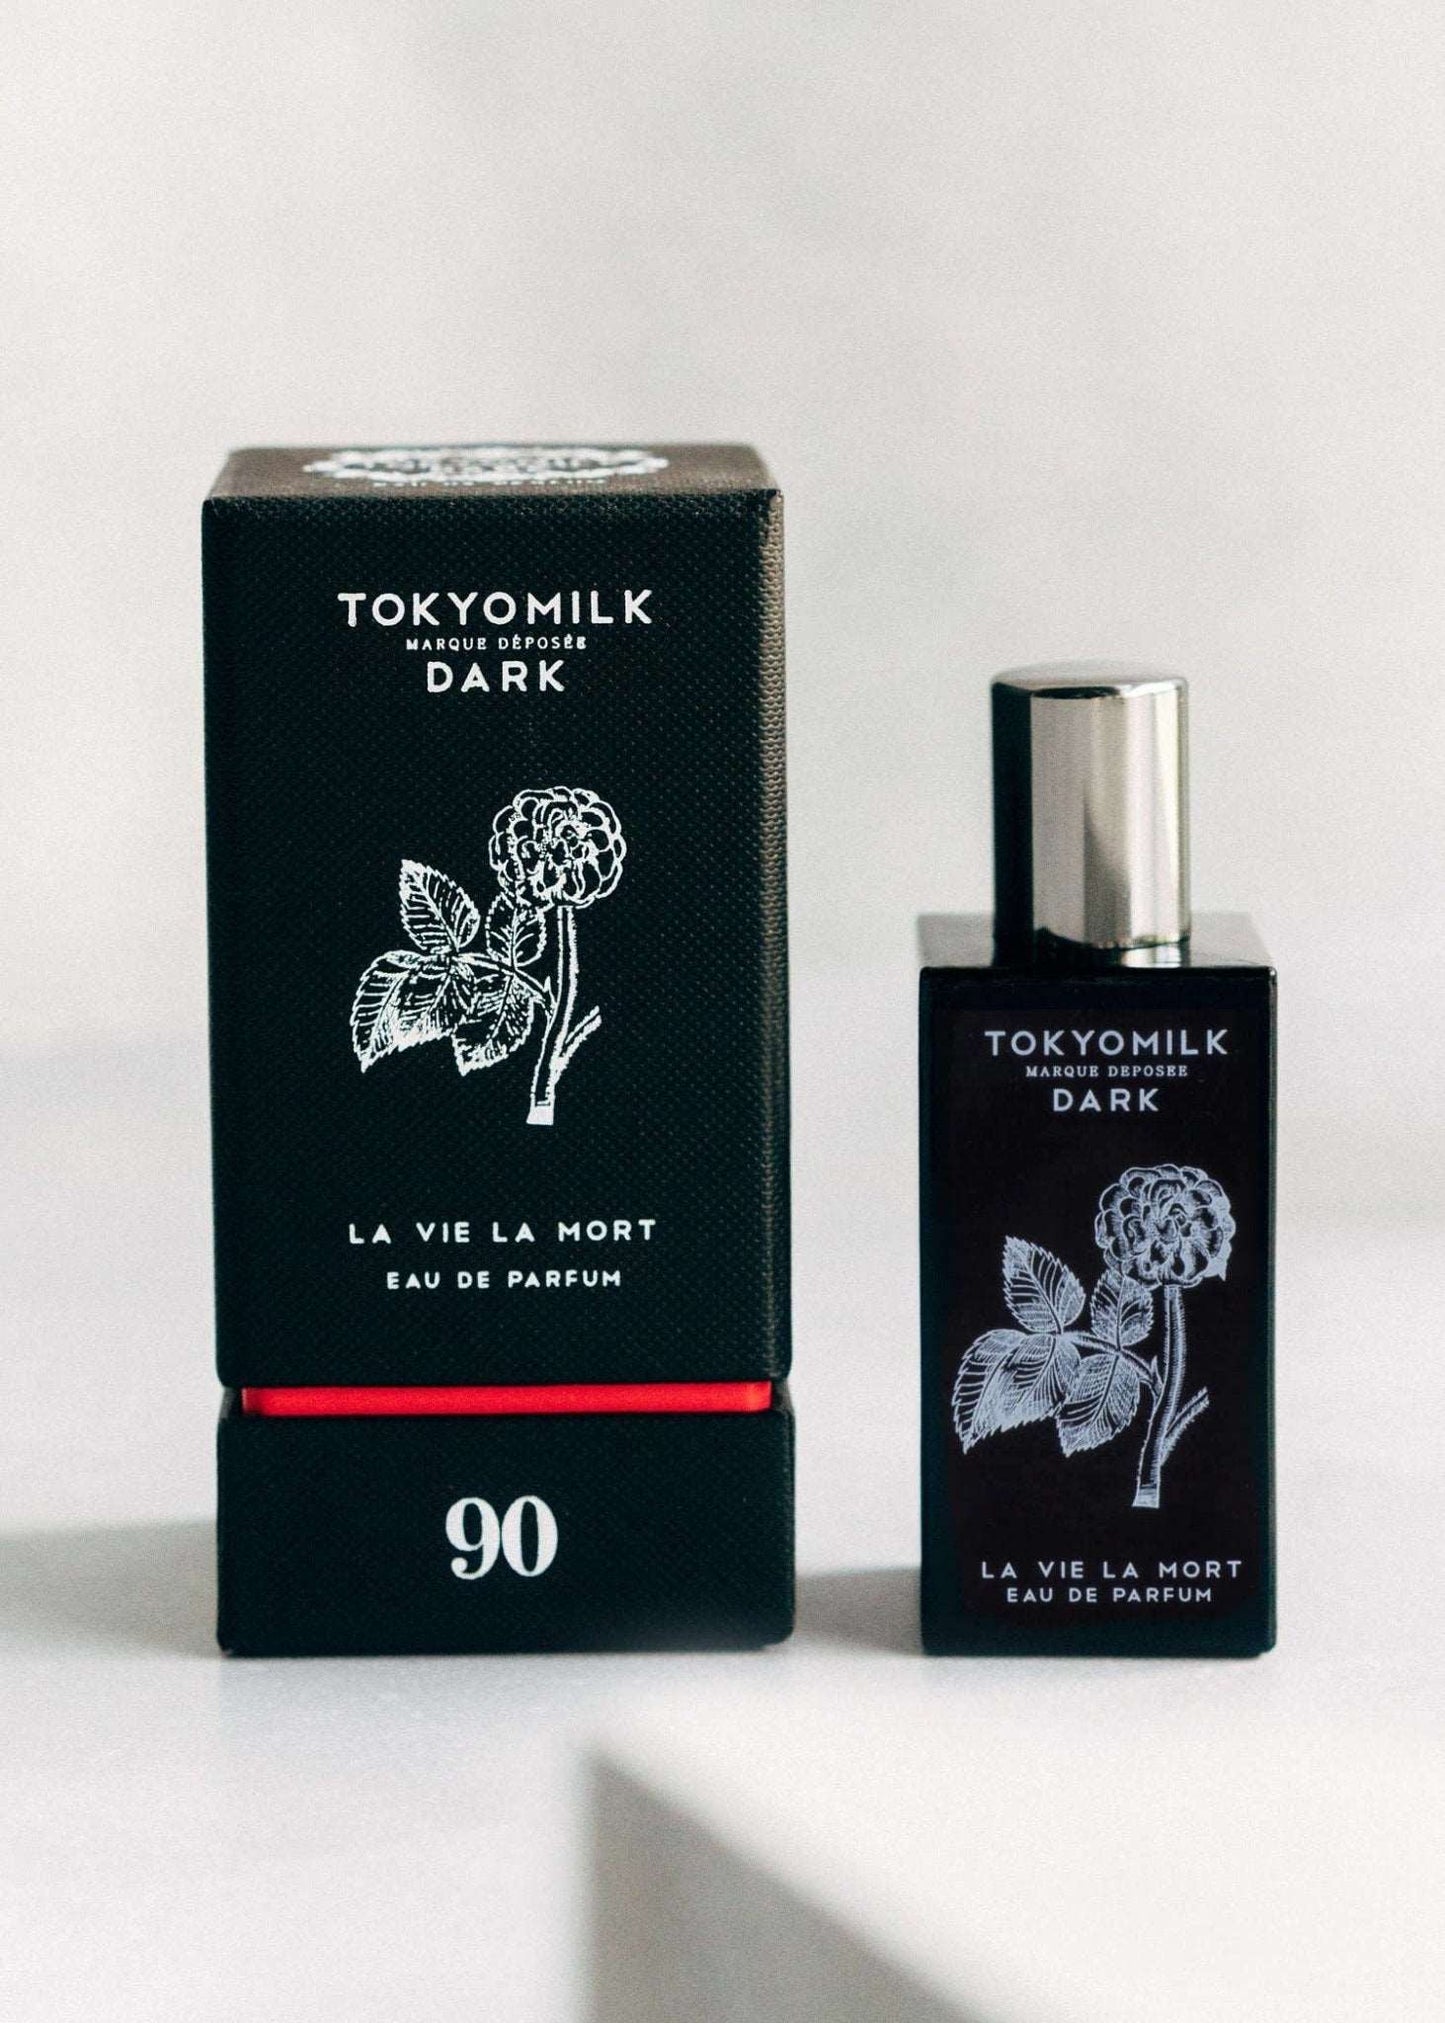 TOKYOMILK
MARQUE DÉPOSÉE
DARK
LA VIE LA MORT
EAU DE PARFUM
90
TOKYOMILK
MARQUE DEPOSEE
DARK
LA VIE LA MORT
EAU DE PARFUM